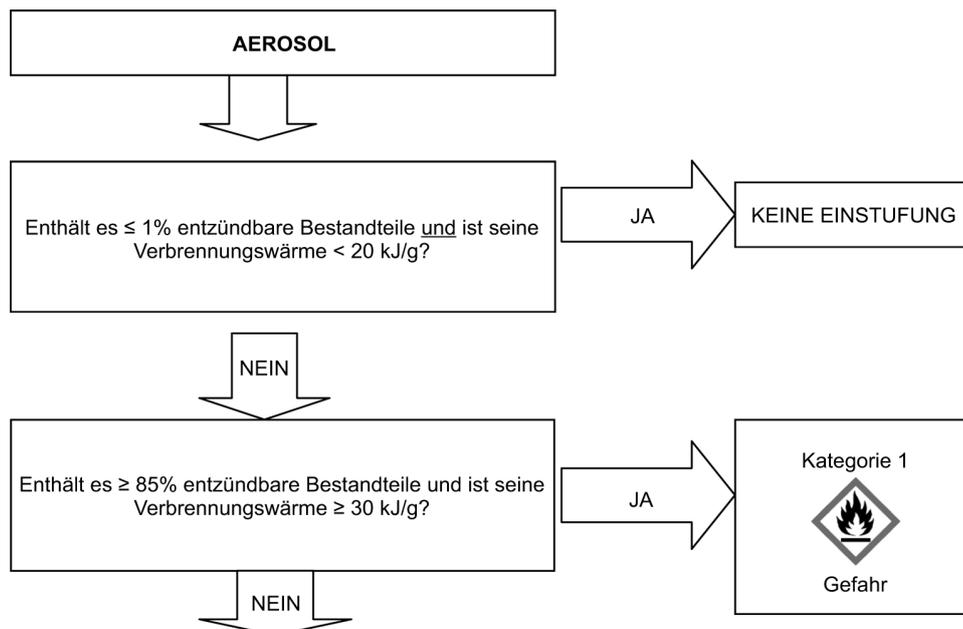 AEROSOL
Enthält es ≤ 1% entzündbare Bestandteile und ist seine
Verbrennungswärme < 20 kJ/g?
JA
KEINE EINSTUFUNG
NEIN
Enthält es ≥ 85% entzündbare Bestandteile und ist seine
Verbrennungswärme ≥ 30 kJ/g?
JA
Kategorie 1
Gefahr
NEIN